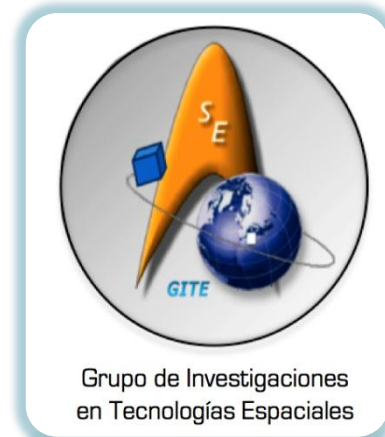 S
E
GITE
Grupo de Investigaciones
en Tecnologías Espaciales